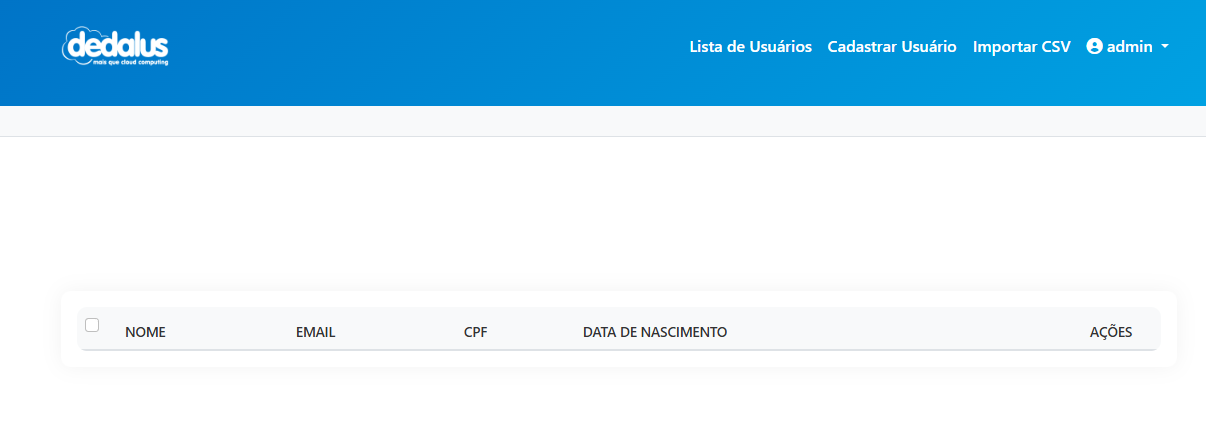 dedalus
mais que cloud computing
Lista de Usuários Cadastrar Usuário Importar CSV admin
NOME EMAIL CPF DATA DE NASCIMENTO AÇÕES